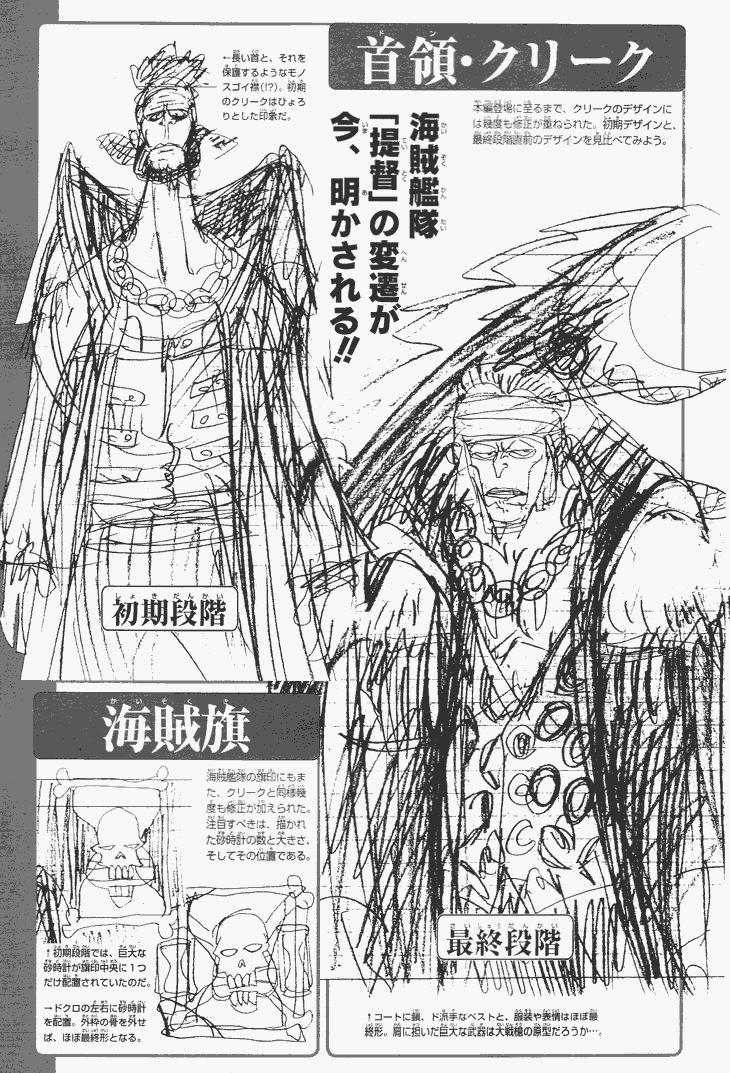 首領・クリーク
本編登場に至るまで、クリークのデザインに
は幾度も修正が重ねられた。初期デザインと、
最終段階直前のデザインを見比べてみよう。
海賊艦隊
「提督」の変遷が
今、明かされる!!
←長い首と、それを
保護するようなモノ
スゴイ襟(!?)。初期
のクリークはひょろ
りとした印象だ。
初期段階
最終段階
↑コートに鎖、ド派手なベストと、服装や表情はほぼ最
終形。肩に担いだ巨大な武器は大戦槍の原型だろうか…。
海賊旗
海賊艦隊の旗印にもま
た、クリークと同様幾
度も修正が加えられた。
注目すべきは、描かれ
た砂時計の数と大きさ、
そしてその位置である。
↑初期段階では、巨大な
砂時計が旗印中央に1つ
だけ配置されていたのだ。
→ドクロの左右に砂時計
を配置。外枠の骨を外せ
ば、ほぼ最終形となる。